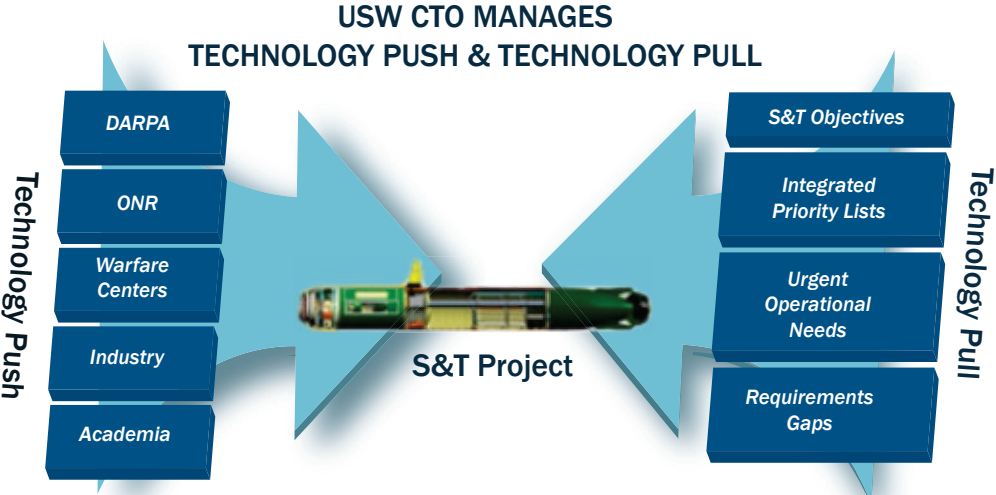 USW CTO MANAGES
TECHNOLOGY PUSH & TECHNOLOGY PULL
Technology Push
DARPA
ONR
Warfare
Centers
Industry
Academia
S&T Project
S&T Objectives
Integrated
Priority Lists
Urgent
Operational
Needs
Requirements
Gaps
Technology Pull